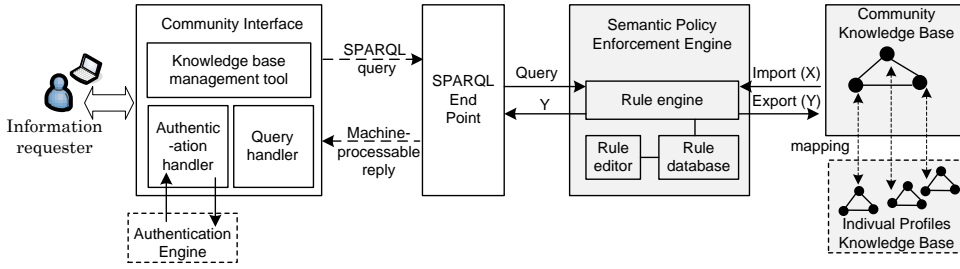 Information
requester
Community Interface
Knowledge base
management tool
Authentic
-ation
handler
Query
handler
Authentication
Engine
SPARQL
query
Machine-
processable
reply
SPARQL
End
Point
Query
Y
Semantic Policy
Enforcement Engine
Rule engine
Rule
editor
Rule
database
Import (X)
Export (Y)
mapping
Community
Knowledge Base
Indivual Profiles
Knowledge Base